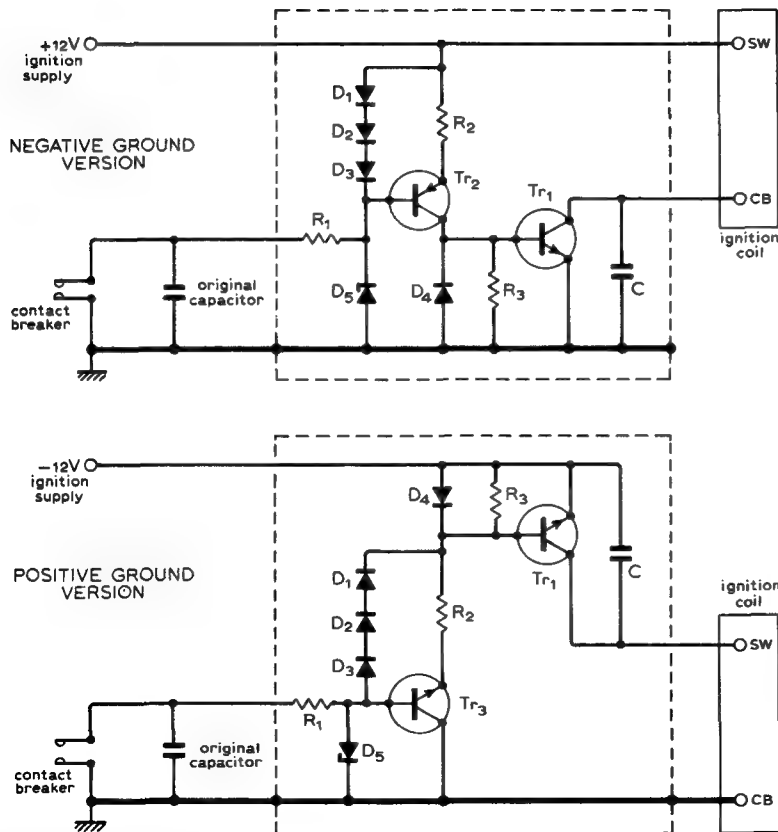 +12V
ignition
supply
SW
D1
D2
R2
NEGATIVE GROUND
VERSION
D3
Tr2
Tr1
CB
ignition
coil
R1
original
capacitor
D5
D4
R3
C
contact
breaker
-12V
ignition
supply
D4
R3
Tr1
C
POSITIVE GROUND
VERSION
D1
D2
R2
ignition
coil
SW
D3
Tr3
R1
original
capacitor
D5
contact
breaker
CB